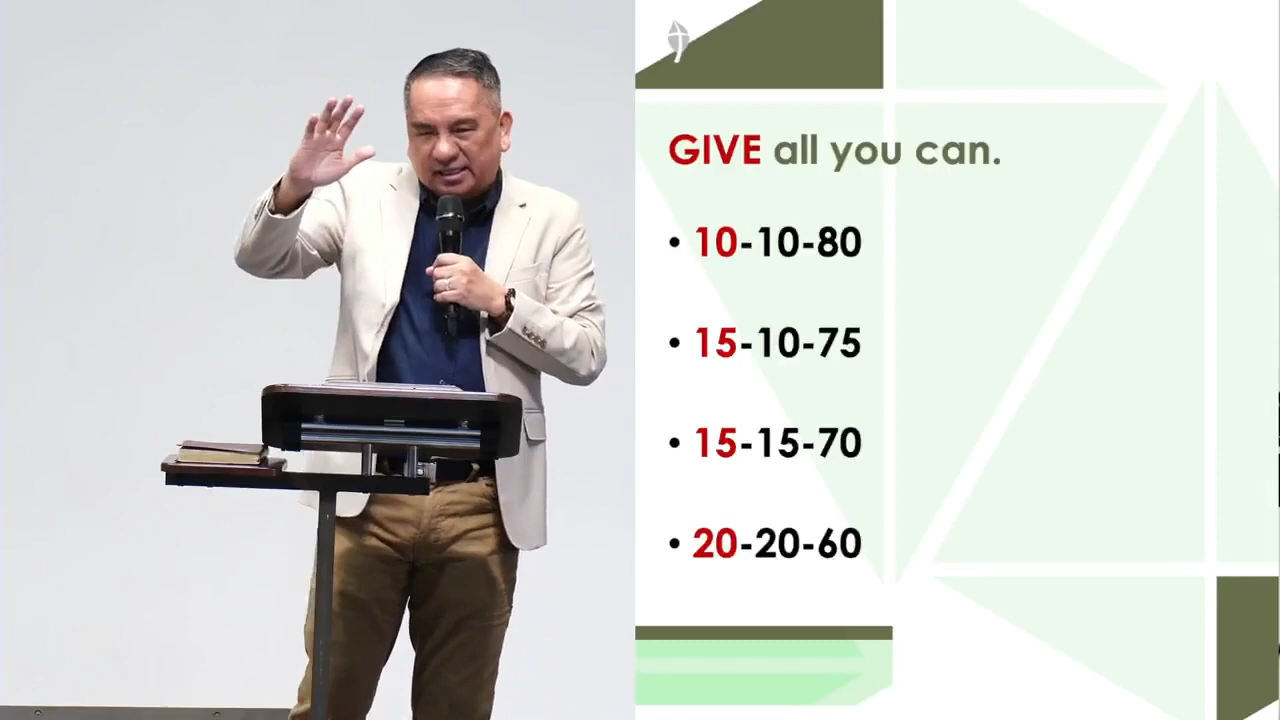 GIVE all you can.
• 10-10-80
• 15-10-75
• 15-15-70
• 20-20-60